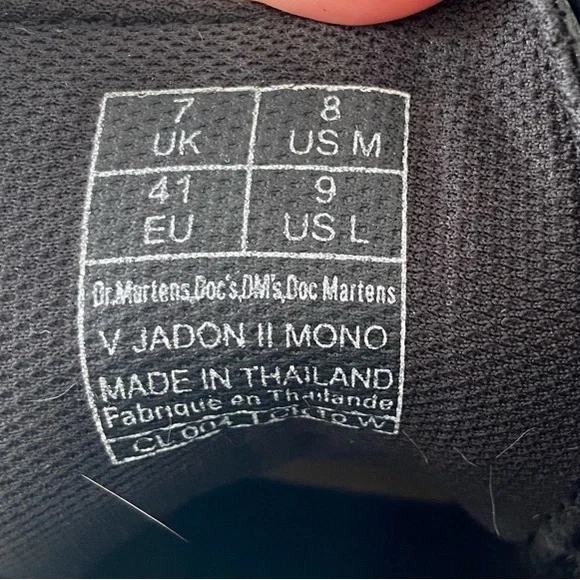 7 8
UK US M
41 9
EU US L
Dr.Martens,Doc's,DM's,Doc Martens
V JADON II MONO
MADE IN THAILAND
Fabriqué en Thailande